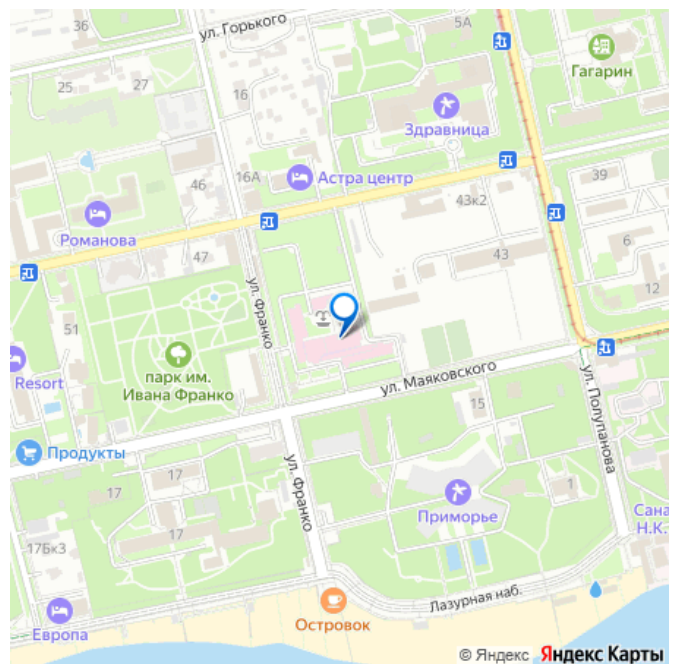 36
ул. Горького
5А
Гагарин
25
27
16
Здравница
16А
Астра центр
46
43к2
39
Романова
47
43
6
12
ул. Франко
51
парк им.
Ивана Франко
Resort
ул. Маяковского
ул. Полупанова
15
Продукты
17
17
ул. Франко
Приморье
1
Сана
Н.К.
17
17Бк3
Лазурная наб.
Островок
Европа
© Яндекс Яндекс Карты